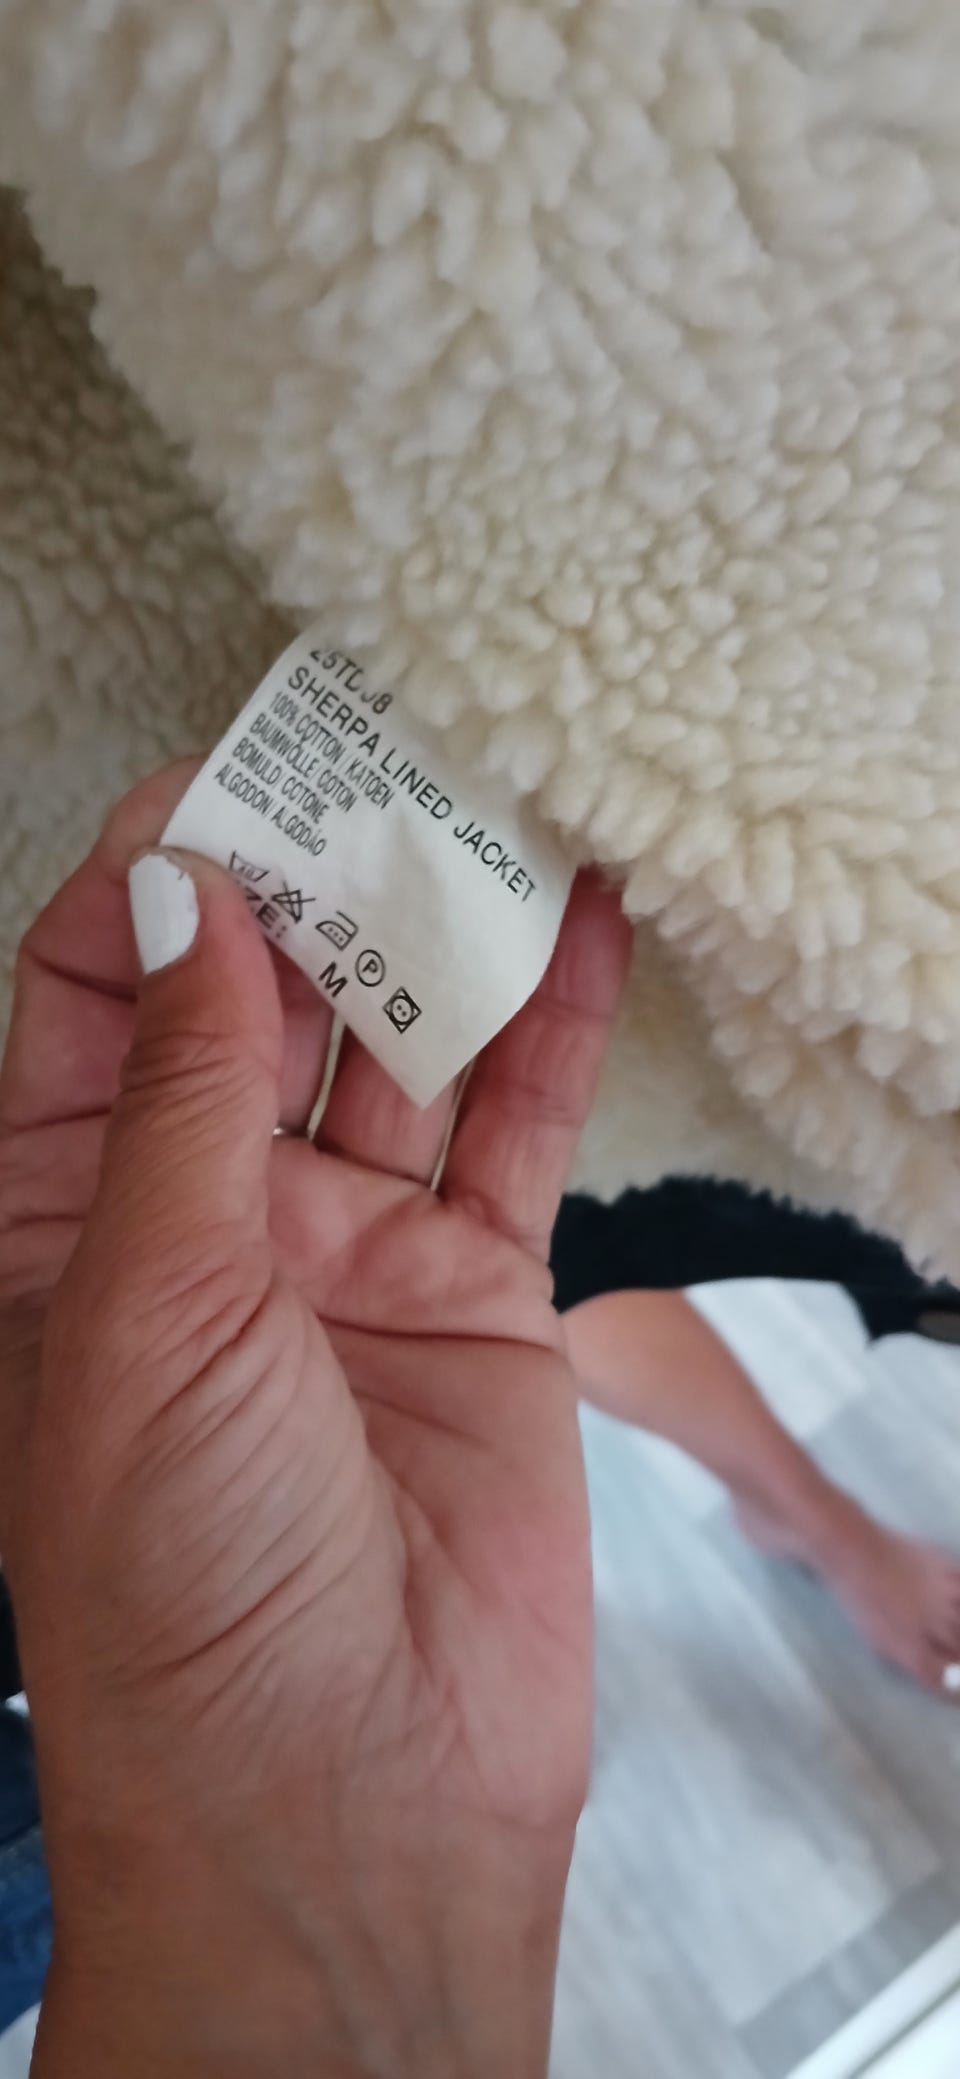 SHERPA LINED JACKET
100% COTTON / KATOEN
BAUMWOLLE / COTON
BOMULD / COTONE
ALGODON / ALGODÃO
P
M